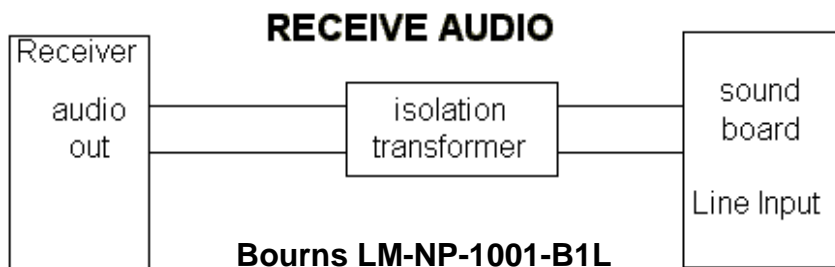 RECEIVE AUDIO
Receiver
audio
out
isolation
transformer
sound
board
Line Input
Bourns LM-NP-1001-B1L